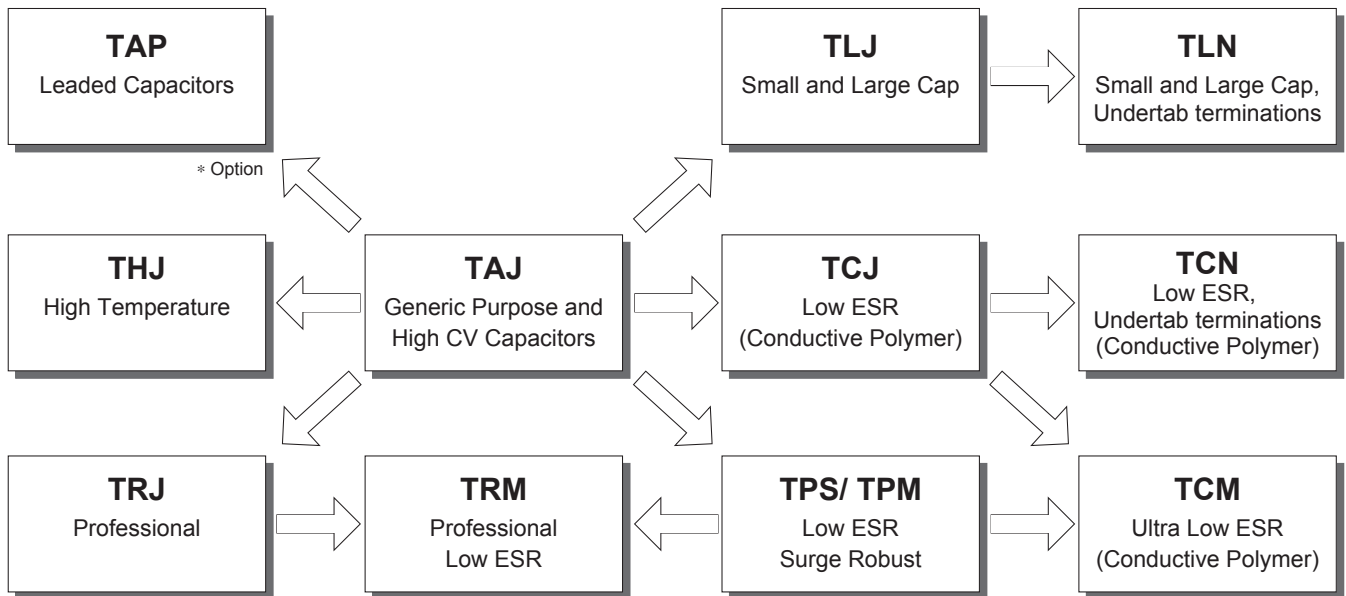 TAP
Leaded Capacitors
TLJ
Small and Large Cap
TLN
Small and Large Cap,
Undertab terminations
* Option
THJ
High Temperature
TAJ
Generic Purpose and
High CV Capacitors
TCJ
Low ESR
(Conductive Polymer)
TCN
Low ESR,
Undertab terminations
(Conductive Polymer)
TRJ
Professional
TRM
Professional
Low ESR
TPS/ TPM
Low ESR
Surge Robust
TCM
Ultra Low ESR
(Conductive Polymer)